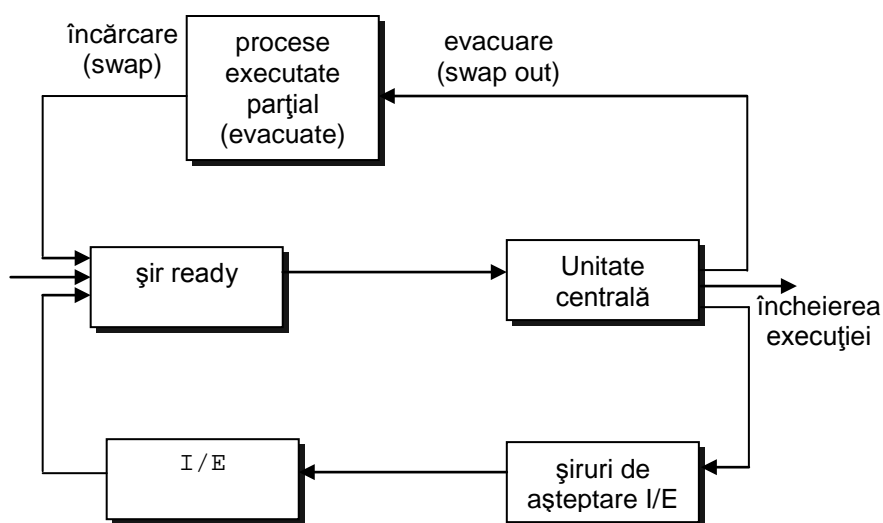 încărcare
(swap)
procese
executate
parţial
(evacuate)
evacuare
(swap out)
şir ready
Unitate
centrală
încheierea
execuţiei
I/E
şiruri de
aşteptare I/E